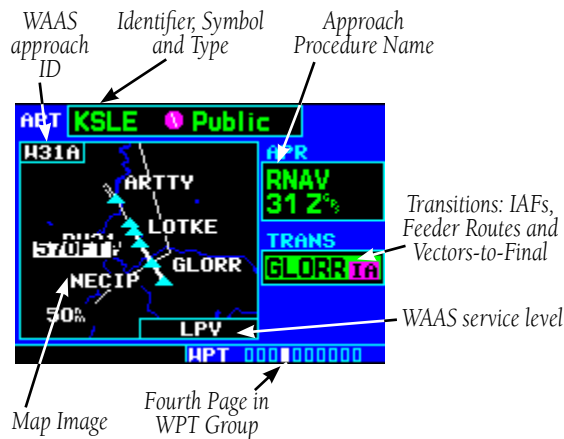 WAAS
approach
ID
Identifier, Symbol
and Type
Approach
Procedure Name
APT KSLE Public
W31A
APR
RNAV
31 Z GPS
ARTTY
LOTKE
TRANS
570FT
GLORR
GLORR IA
NECIP
50
LPV
WPT
Transitions: IAFs,
Feeder Routes and
Vectors-to-Final
WAAS service level
Map Image
Fourth Page in
WPT Group